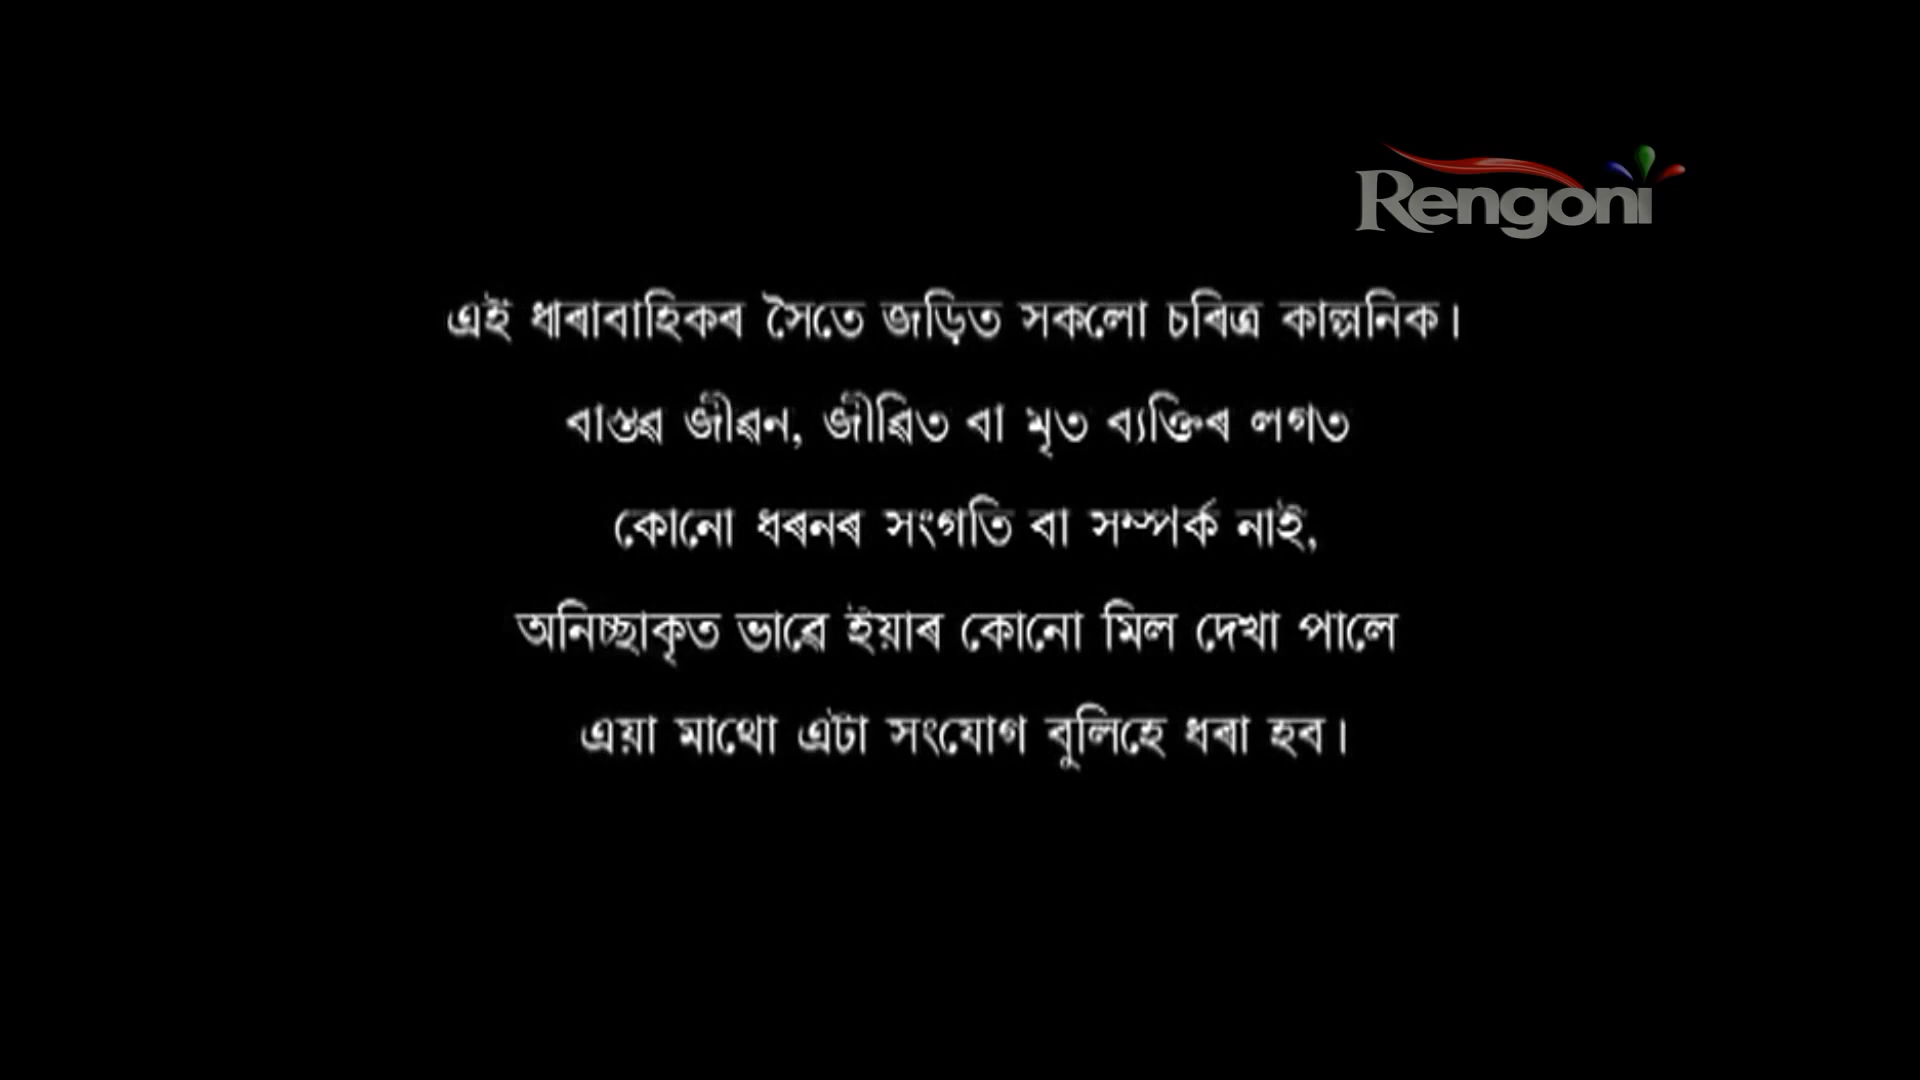 Rengoni
এই ধাৰাবাহিকৰ সৈতে জড়িত সকলো চৰিত্ৰ কাল্পনিক।
বাস্তৱ জীৱন, জীৱিত বা মৃত ব্যক্তিৰ লগত
কোনো ধৰনৰ সংগতি বা সম্পৰ্ক নাই,
অনিচ্ছাকৃত ভাৱে ইয়াৰ কোনো মিল দেখা পালে
এয়া মাথো এটা সংযোগ বুলিহে ধৰা হব।